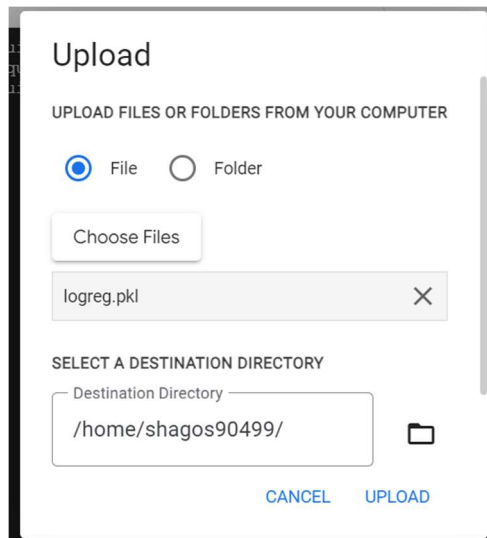 Upload
UPLOAD FILES OR FOLDERS FROM YOUR COMPUTER
File Folder
Choose Files
logreg.pkl
SELECT A DESTINATION DIRECTORY
Destination Directory
/home/shagos90499/
CANCEL UPLOAD